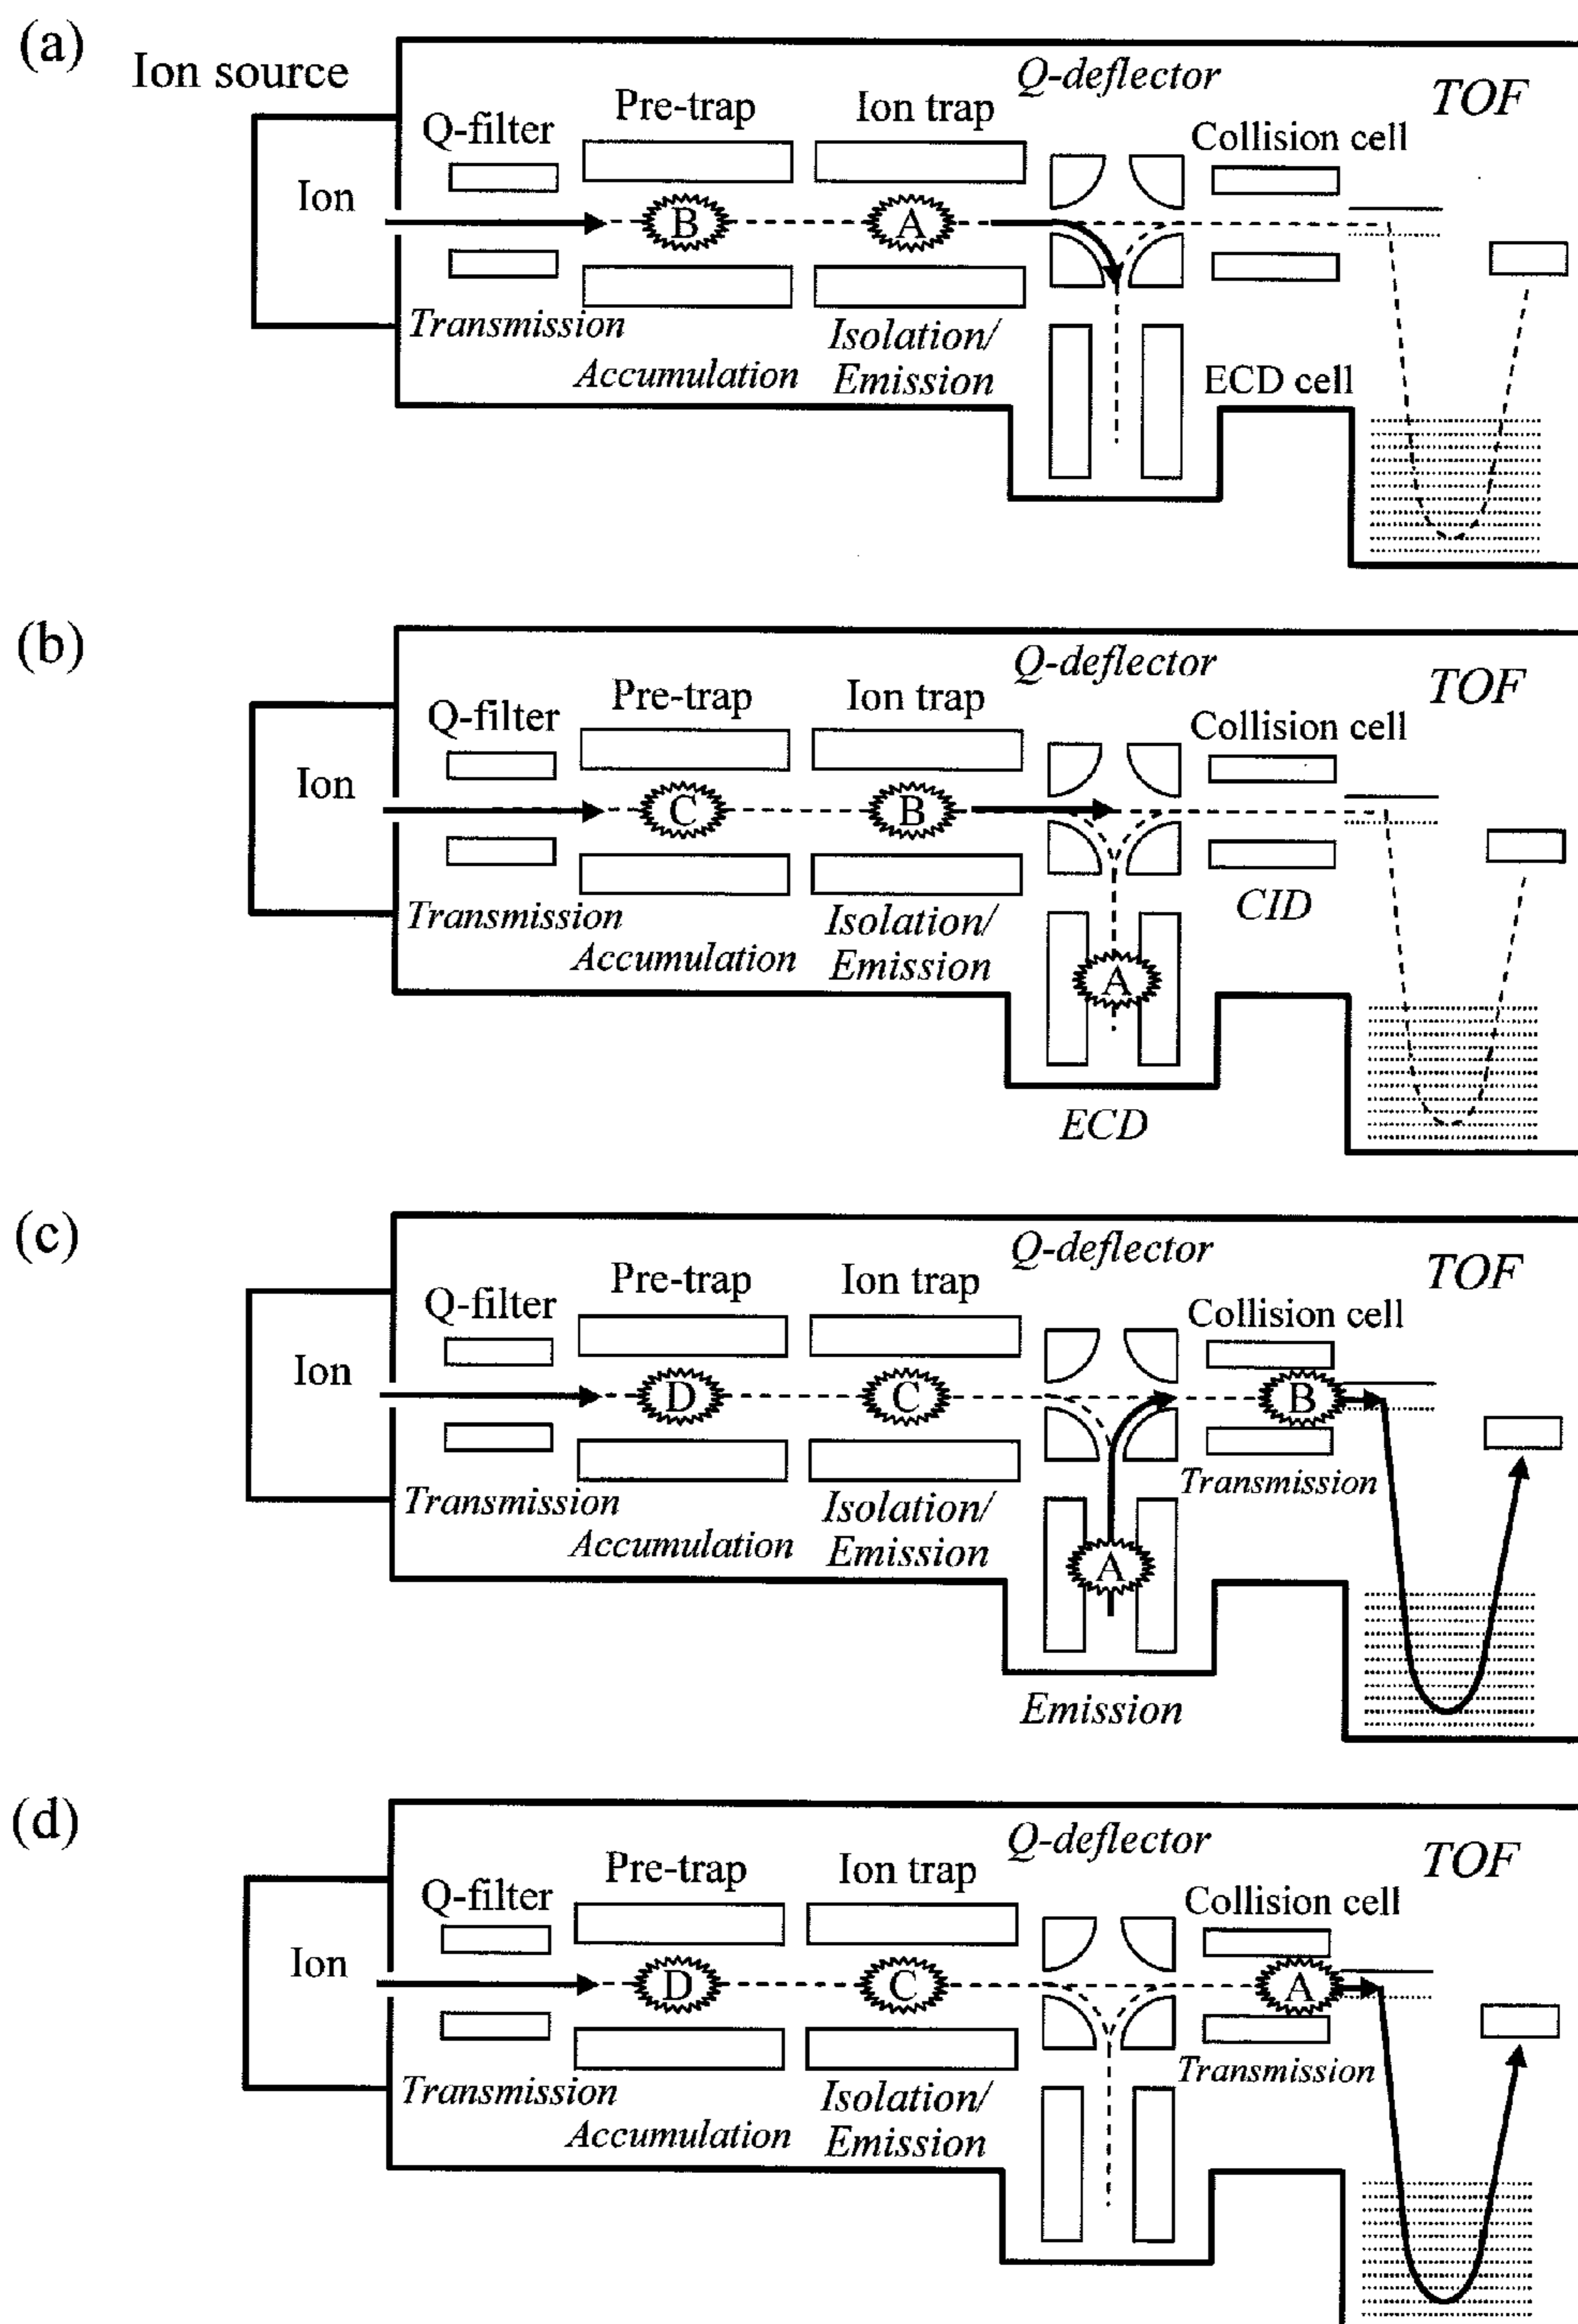 (a)
Ion source
Q-deflector
TOF
Q-filter
Pre-trap
Ion trap
Collision cell
Ion
B
A
Transmission
Isolation/
Accumulation
Emission
ECD cell
(b)
Q-deflector
TOF
Q-filter
Pre-trap
Ion trap
Collision cell
Ion
C
B
Transmission
Isolation/
CID
Accumulation
Emission
A
ECD
(c)
Q-deflector
TOF
Q-filter
Pre-trap
Ion trap
Collision cell
Ion
D
C
B
Transmission
Transmission
Isolation/
Accumulation
Emission
A
Emission
(d)
Q-deflector
TOF
Q-filter
Pre-trap
Ion trap
Collision cell
Ion
D
C
A
Transmission
Transmission
Isolation/
Accumulation
Emission